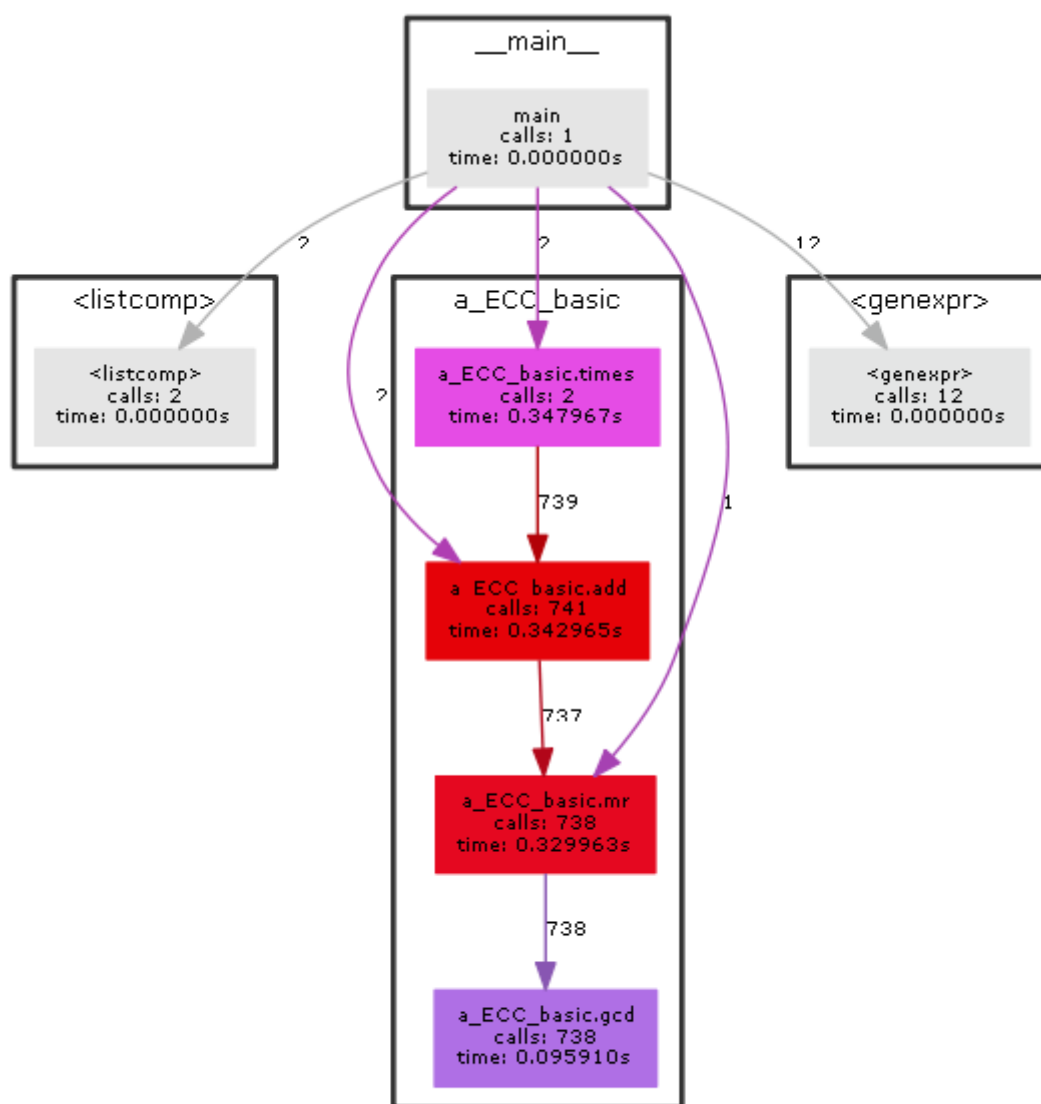 __main__
main
calls: 1
time: 0.000000s
2
2
12
<listcomp>
<listcomp>
calls: 2
time: 0.000000s
a_ECC_basic
a_ECC_basic.times
calls: 2
time: 0.347967s
<genexpr>
<genexpr>
calls: 12
time: 0.000000s
2
739
1
a_ECC_basic.add
calls: 741
time: 0.342965s
737
a_ECC_basic.mr
calls: 738
time: 0.329963s
738
a_ECC_basic.gcd
calls: 738
time: 0.095910s